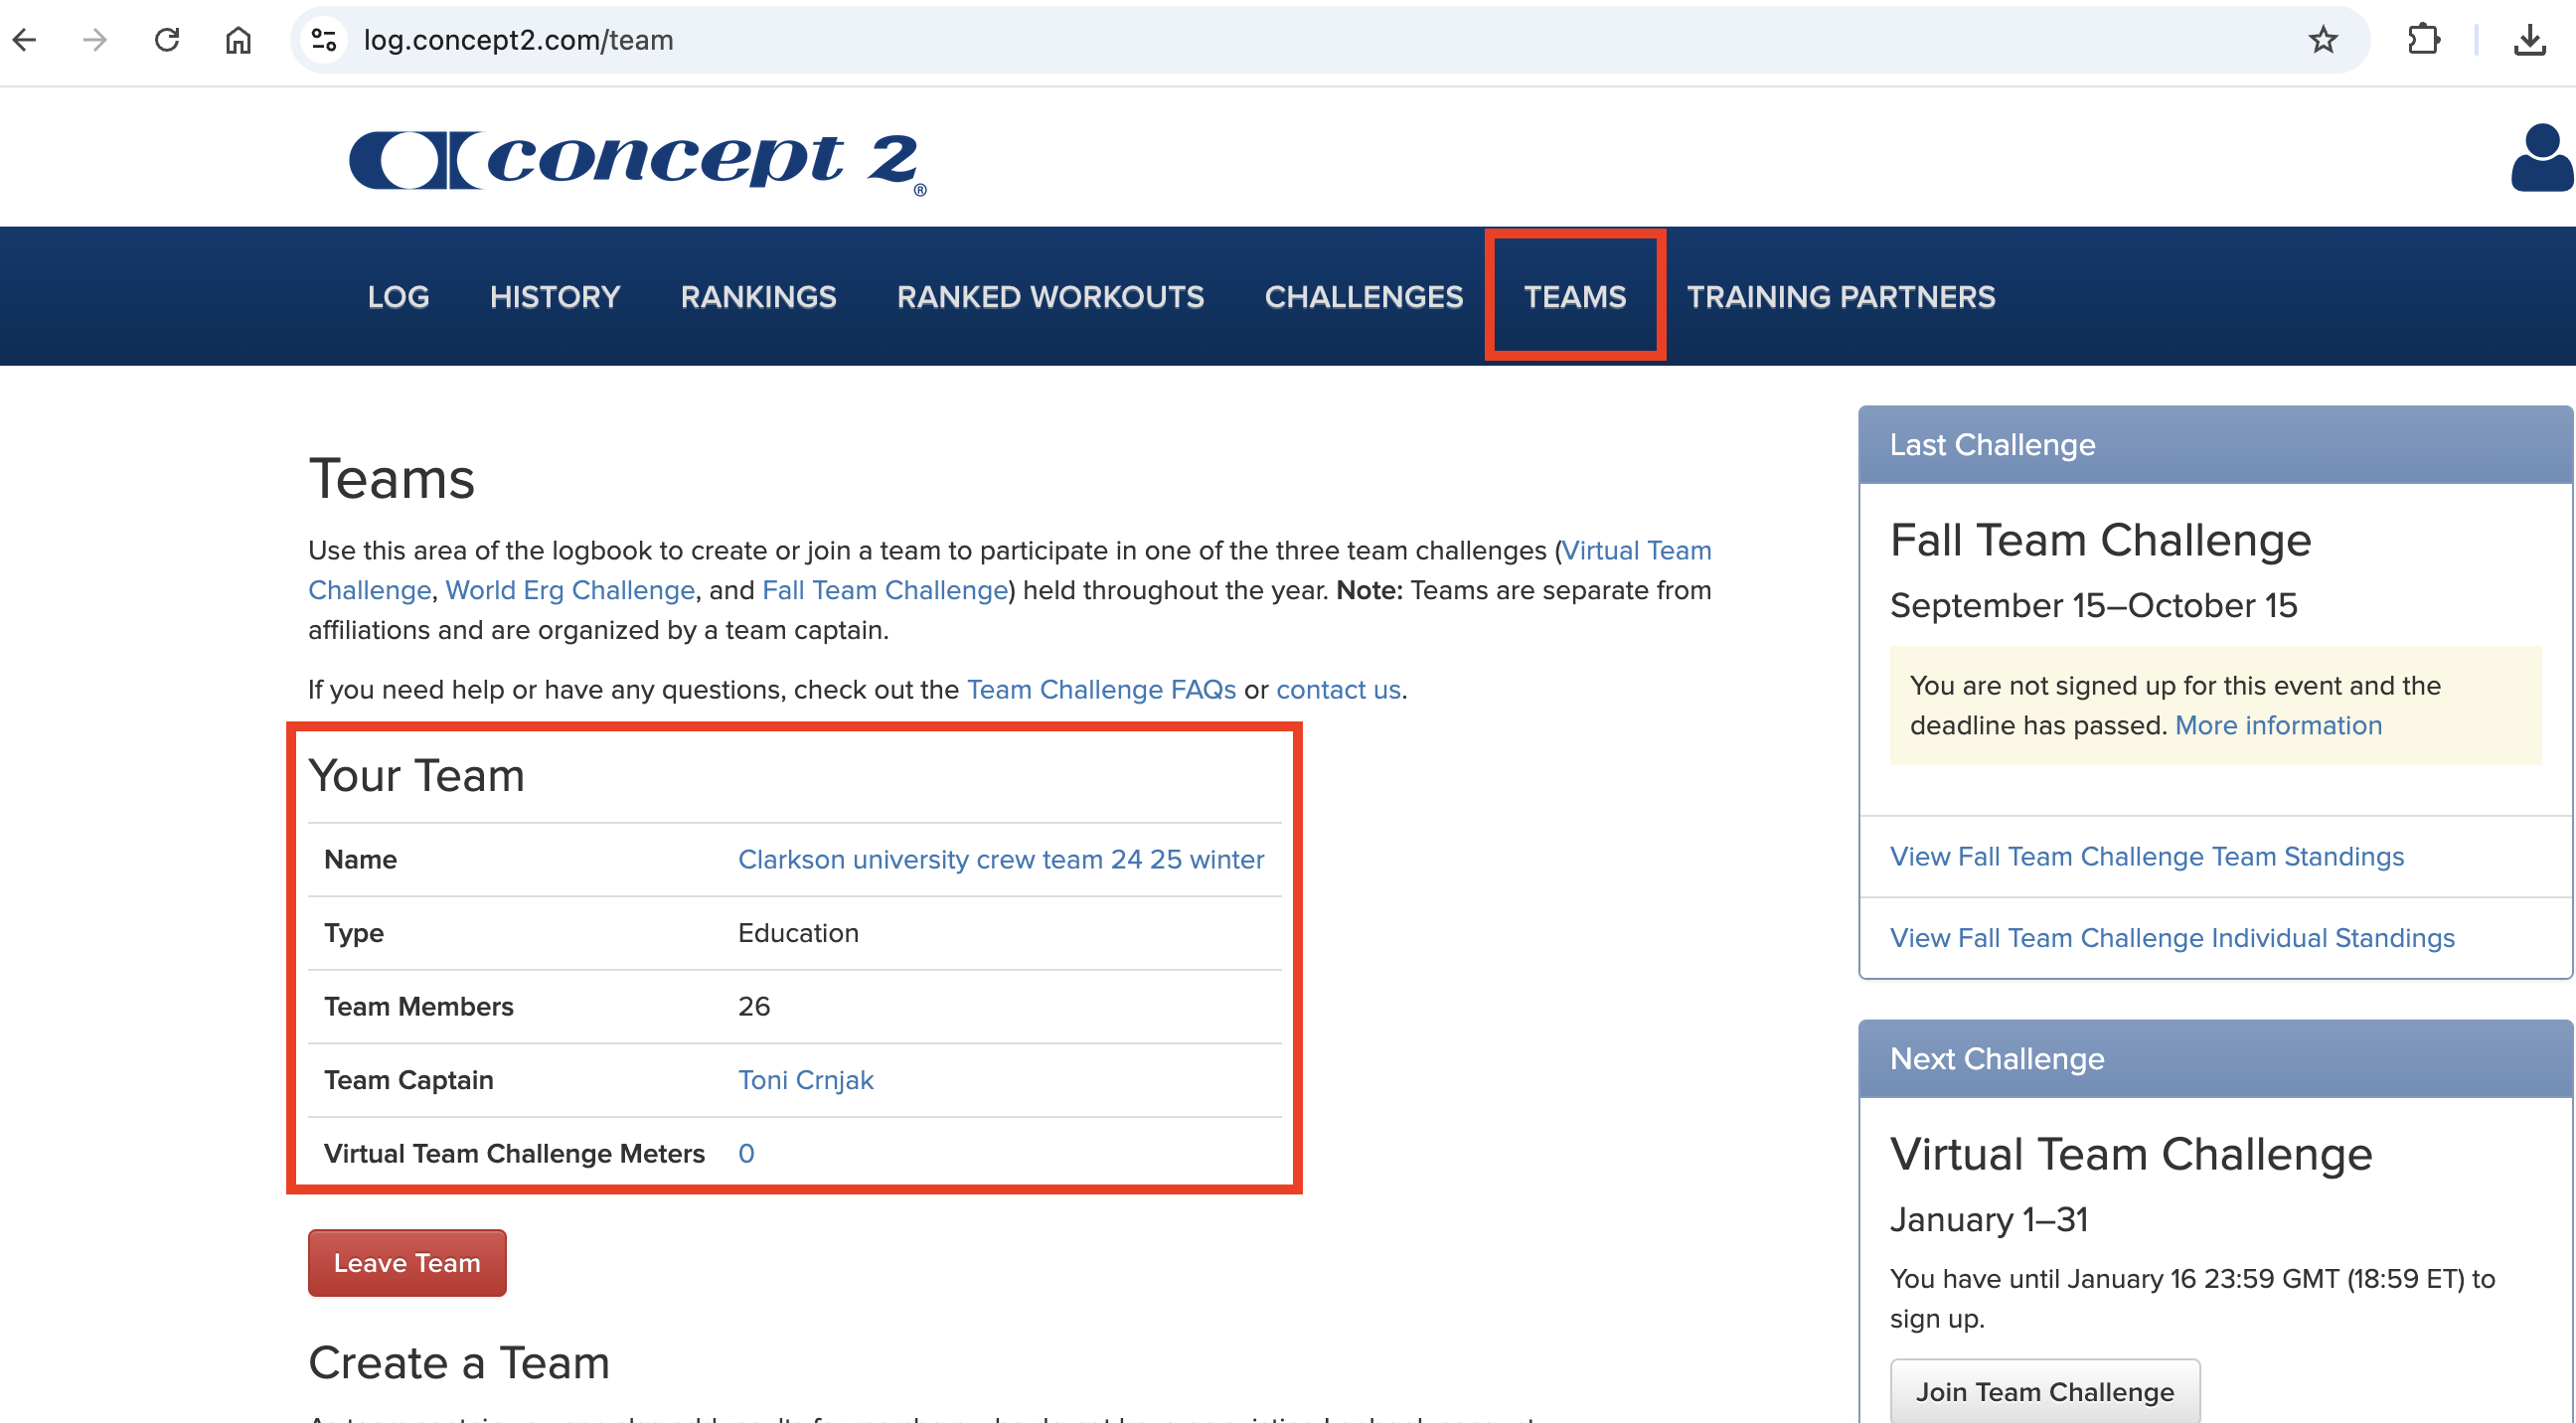 log.concept2.com/team
concept 2®
LOG HISTORY RANKINGS RANKED WORKOUTS CHALLENGES TEAMS TRAINING PARTNERS
Teams
Use this area of the logbook to create or join a team to participate in one of the three team challenges (Virtual Team
Challenge, World Erg Challenge, and Fall Team Challenge) held throughout the year. Note: Teams are separate from
affiliations and are organized by a team captain.
If you need help or have any questions, check out the Team Challenge FAQs or contact us.
Your Team
Name Clarkson university crew team 24 25 winter
Type Education
Team Members 26
Team Captain Toni Crnjak
Virtual Team Challenge Meters 0
Leave Team
Create a Team
Last Challenge
Fall Team Challenge
September 15–October 15
You are not signed up for this event and the
deadline has passed. More information
View Fall Team Challenge Team Standings
View Fall Team Challenge Individual Standings
Next Challenge
Virtual Team Challenge
January 1–31
You have until January 16 23:59 GMT (18:59 ET) to
sign up.
Join Team Challenge